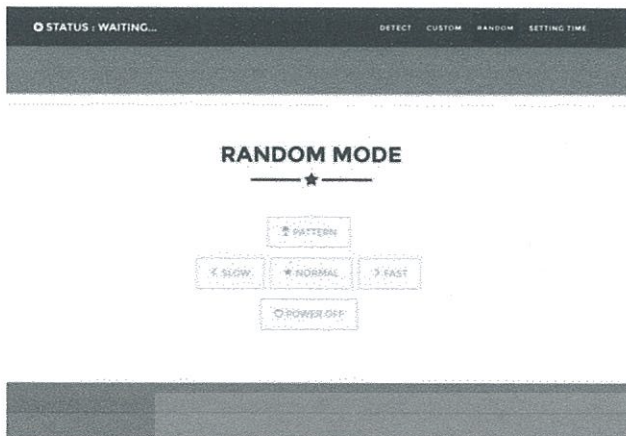 STATUS : WAITING...
DETECT CUSTOM RANDOM SETTING TIME
RANDOM MODE
PATTERN
SLOW NORMAL FAST
POWER OFF